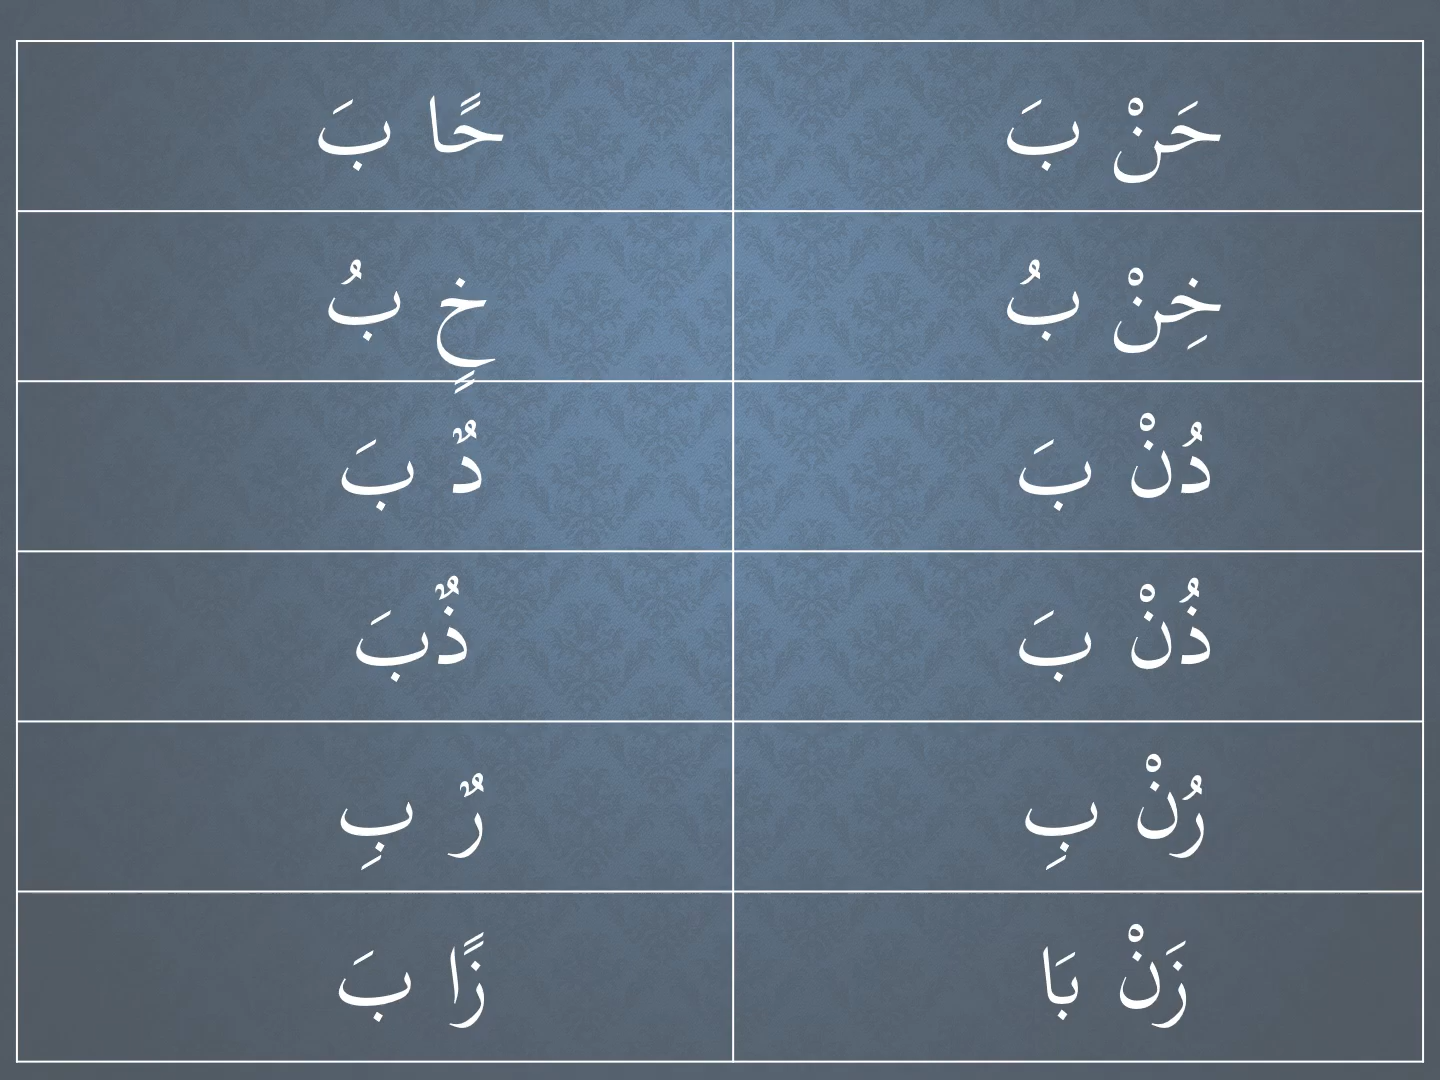 حَنْ بَ
حًا بَ
خِنْ بُ
خٍ بُ
دُنْ بَ
دٌ بَ
ذُنْ بَ
ذٌ بَ
رُنْ بِ
رٌ بِ
زَنْ بَا
زًا بَ